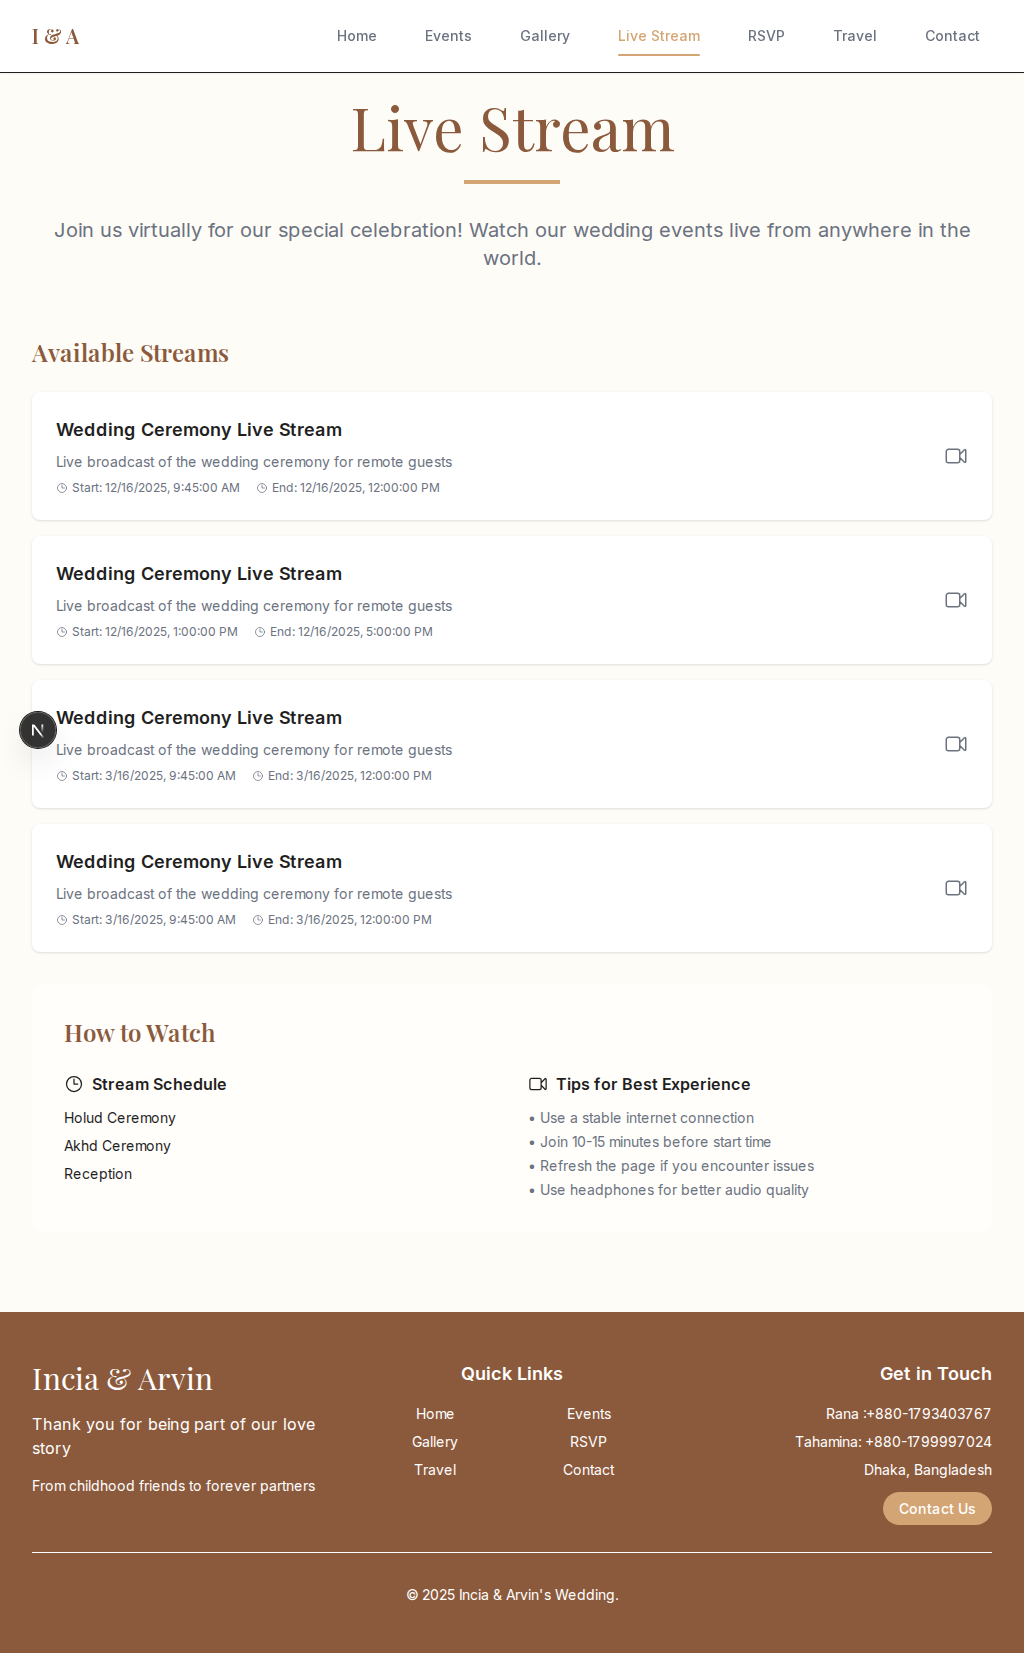 I & A
Home Events Gallery Live Stream RSVP Travel Contact
Live Stream
Join us virtually for our special celebration! Watch our wedding events live from anywhere in the
world.
Available Streams
Wedding Ceremony Live Stream
Live broadcast of the wedding ceremony for remote guests
Start: 12/16/2025, 9:45:00 AM End: 12/16/2025, 12:00:00 PM
Wedding Ceremony Live Stream
Live broadcast of the wedding ceremony for remote guests
Start: 12/16/2025, 1:00:00 PM End: 12/16/2025, 5:00:00 PM
Wedding Ceremony Live Stream
N
Live broadcast of the wedding ceremony for remote guests
Start: 3/16/2025, 9:45:00 AM End: 3/16/2025, 12:00:00 PM
Wedding Ceremony Live Stream
Live broadcast of the wedding ceremony for remote guests
Start: 3/16/2025, 9:45:00 AM End: 3/16/2025, 12:00:00 PM
How to Watch
Stream Schedule
Holud Ceremony
Akhd Ceremony
Reception
Tips for Best Experience
• Use a stable internet connection
• Join 10-15 minutes before start time
• Refresh the page if you encounter issues
• Use headphones for better audio quality
Incia & Arvin
Thank you for being part of our love
story
From childhood friends to forever partners
Quick Links
Home Events
Gallery RSVP
Travel Contact
Get in Touch
Rana :+880-1793403767
Tahamina: +880-1799997024
Dhaka, Bangladesh
Contact Us
© 2025 Incia & Arvin's Wedding.